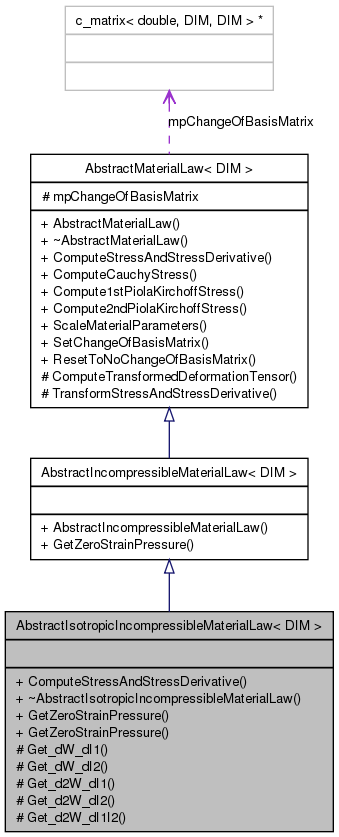 c_matrix< double, DIM, DIM > *
mpChangeOfBasisMatrix
AbstractMaterialLaw< DIM >
# mpChangeOfBasisMatrix
+ AbstractMaterialLaw()
+ ~AbstractMaterialLaw()
+ ComputeStressAndStressDerivative()
+ ComputeCauchyStress()
+ Compute1stPiolaKirchoffStress()
+ Compute2ndPiolaKirchoffStress()
+ ScaleMaterialParameters()
+ SetChangeOfBasisMatrix()
+ ResetToNoChangeOfBasisMatrix()
# ComputeTransformedDeformationTensor()
# TransformStressAndStressDerivative()
AbstractIncompressibleMaterialLaw< DIM >
+ AbstractIncompressibleMaterialLaw()
+ GetZeroStrainPressure()
AbstractIsotropicIncompressibleMaterialLaw< DIM >
+ ComputeStressAndStressDerivative()
+ ~AbstractIsotropicIncompressibleMaterialLaw()
+ GetZeroStrainPressure()
+ GetZeroStrainPressure()
# Get_dW_dI1()
# Get_dW_dI2()
# Get_d2W_dI1()
# Get_d2W_dI2()
# Get_d2W_dI1I2()